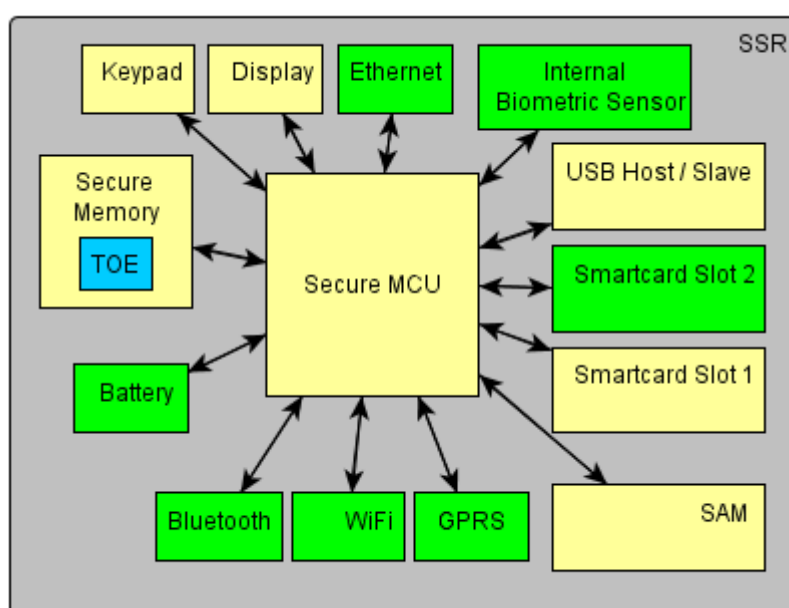 SSR
Keypad
Display
Ethernet
Internal
Biometric Sensor
Secure
Memory
TOE
USB Host / Slave
Secure MCU
Smartcard Slot 2
Smartcard Slot 1
Battery
Bluetooth
WiFi
GPRS
SAM